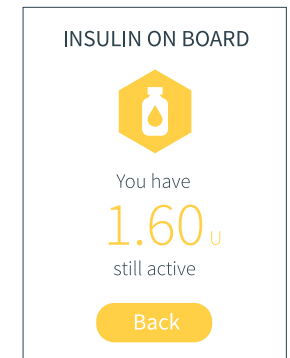 INSULIN ON BOARD
You have
1.60 U
still active
Back